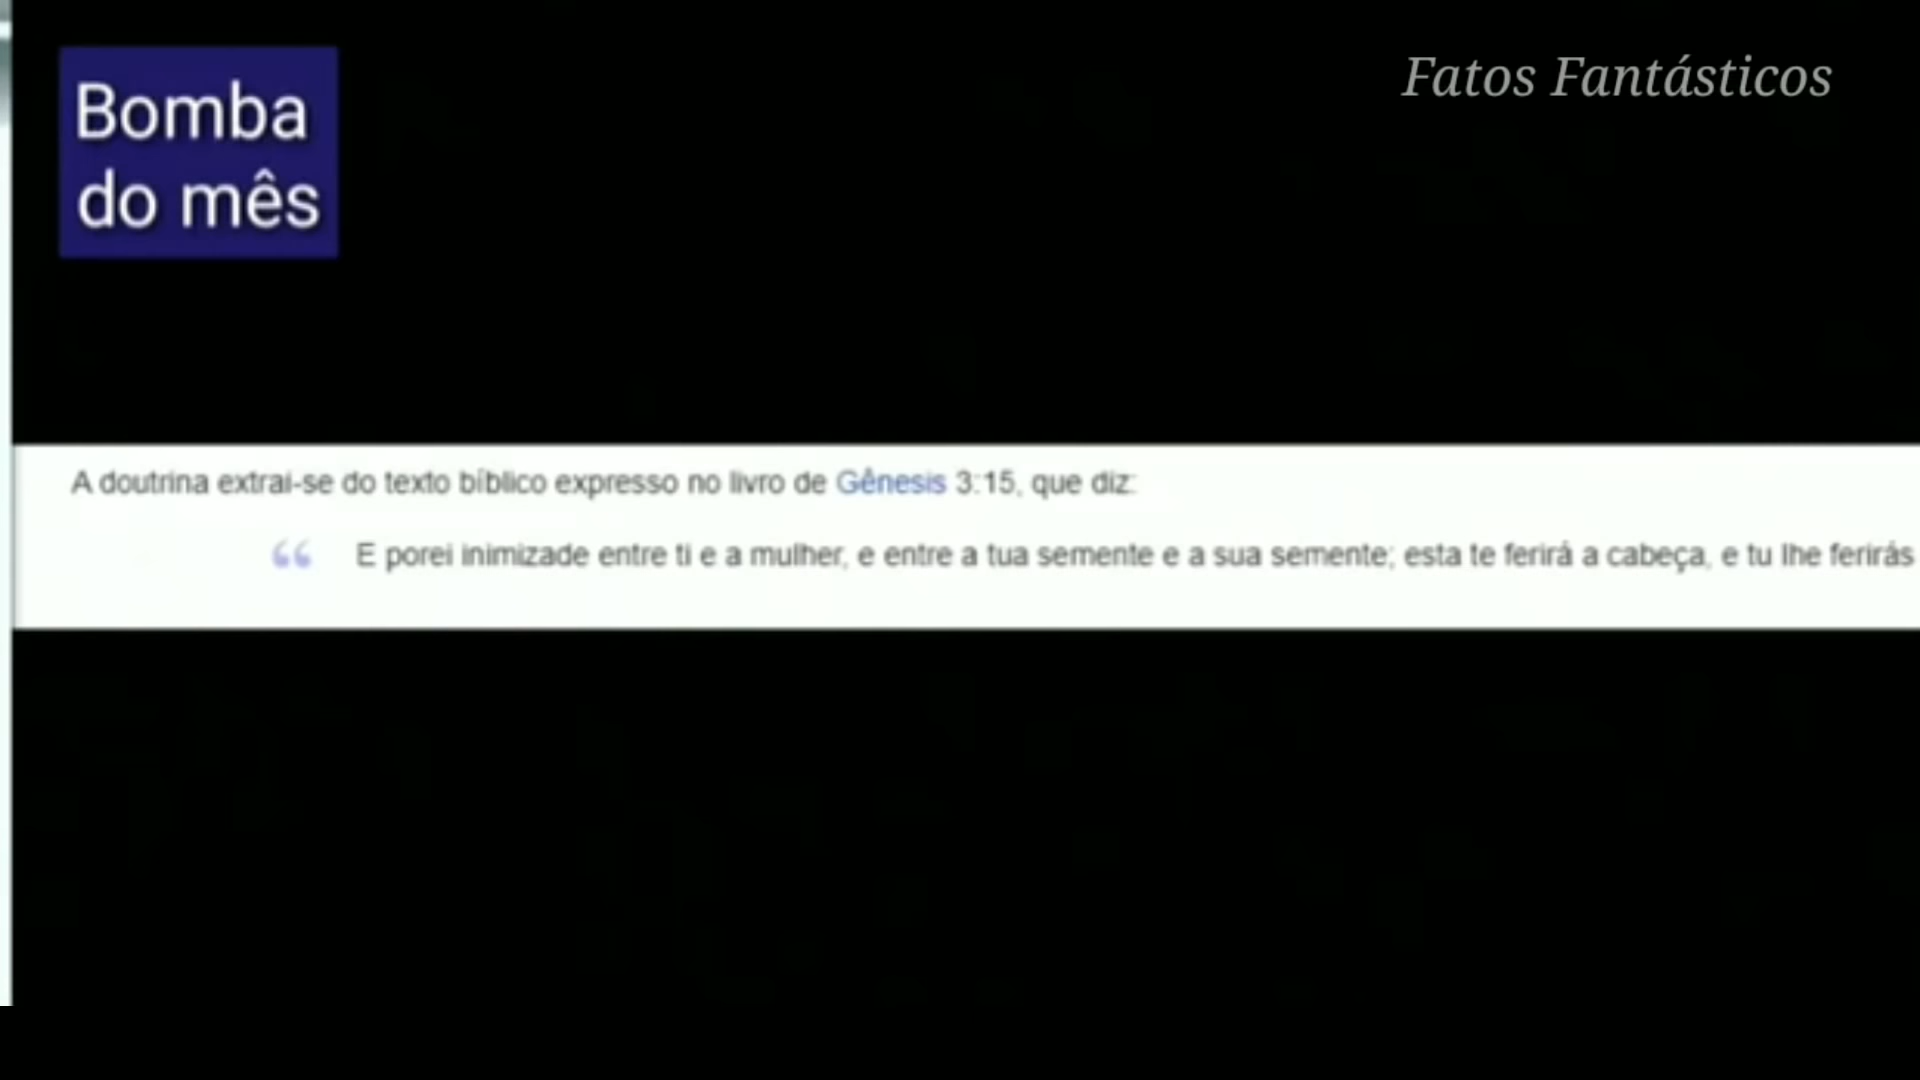 Bomba
do mês
Fatos Fantásticos
A doutrina extrai-se do texto bíblico expresso no livro de Gênesis 3:15, que diz:
“ E porei inimizade entre ti e a mulher, e entre a tua semente e a sua semente; esta te ferirá a cabeça, e tu lhe ferirás